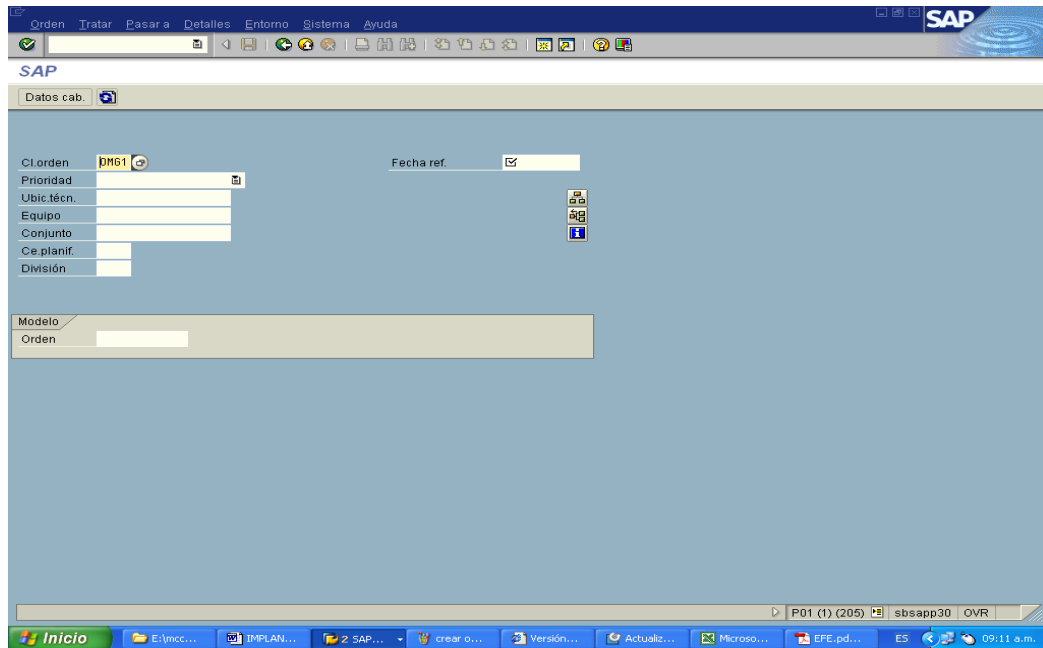 Orden Tratar Pasar a Detalles Entorno Sistema Ayuda
SAP
SAP
Datos cab.
Cl.orden OMG1 Fecha ref.
Prioridad
Ubic.técn.
Equipo
Conjunto
Ce.planif.
División
Modelo
Orden
P01 (1) (205) sbsapp30 OVR
Inicio E:\mcc... IMPLAN... 2 SAP... crear o... Versión... Actualiz... Microso... EFE.pd... ES 09:11 a.m.